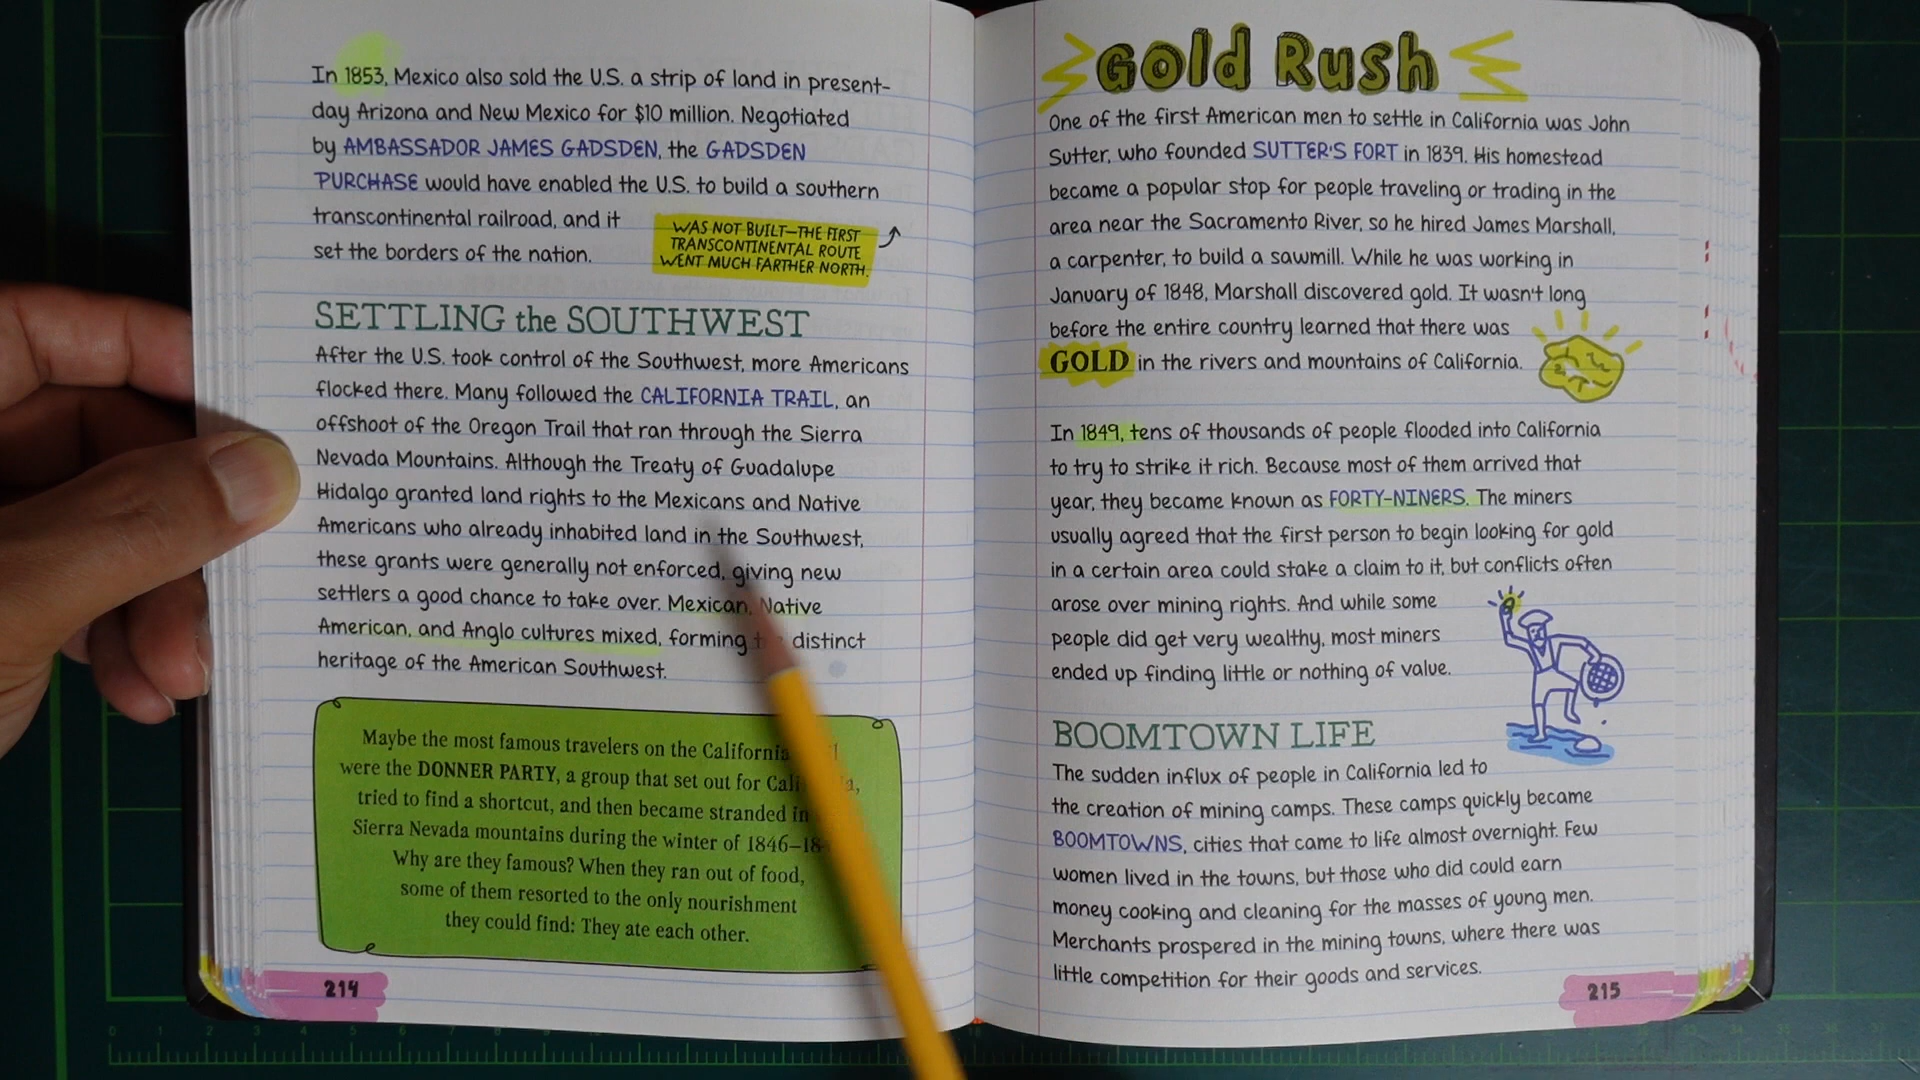 In 1853, Mexico also sold the U.S. a strip of land in present-
day Arizona and New Mexico for $10 million. Negotiated
by AMBASSADOR JAMES GADSDEN, the GADSDEN
PURCHASE would have enabled the U.S. to build a southern
transcontinental railroad, and it
set the borders of the nation.
WAS NOT BUILT—THE FIRST
TRANSCONTINENTAL ROUTE
WENT MUCH FARTHER NORTH.
SETTLING the SOUTHWEST
After the U.S. took control of the Southwest, more Americans
flocked there. Many followed the CALIFORNIA TRAIL, an
offshoot of the Oregon Trail that ran through the Sierra
Nevada Mountains. Although the Treaty of Guadalupe
Hidalgo granted land rights to the Mexicans and Native
Americans who already inhabited land in the Southwest,
these grants were generally not enforced, giving new
settlers a good chance to take over. Mexican, Native
American, and Anglo cultures mixed, forming distinct
heritage of the American Southwest.
Maybe the most famous travelers on the California
were the DONNER PARTY, a group that set out for
tried to find a shortcut, and then became stranded in
Sierra Nevada mountains during the winter of
Why are they famous? When they ran out of food,
some of them resorted to the only nourishment
they could find: They ate each other.
214
Gold Rush
One of the first American men to settle in California was John
Sutter, who founded SUTTER'S FORT in 1839. His homestead
became a popular stop for people traveling or trading in the
area near the Sacramento River, so he hired James Marshall,
a carpenter, to build a sawmill. While he was working in
January of 1848, Marshall discovered gold. It wasn't long
before the entire country learned that there was
GOLD in the rivers and mountains of California.
In 1849, tens of thousands of people flooded into California
to try to strike it rich. Because most of them arrived that
year, they became known as FORTY-NINERS. The miners
usually agreed that the first person to begin looking for gold
in a certain area could stake a claim to it, but conflicts often
arose over mining rights. And while some
people did get very wealthy, most miners
ended up finding little or nothing of value.
BOOMTOWN LIFE
The sudden influx of people in California led to
the creation of mining camps. These camps quickly became
BOOMTOWNS, cities that came to life almost overnight. Few
women lived in the towns, but those who did could earn
money cooking and cleaning for the masses of young men.
Merchants prospered in the mining towns, where there was
little competition for their goods and services.
215